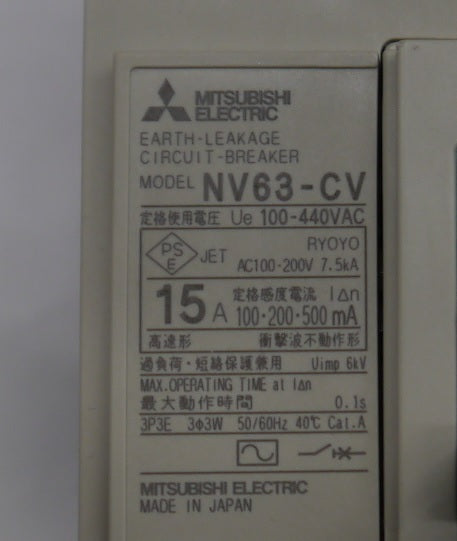 MITSUBISHI
ELECTRIC
EARTH-LEAKAGE
CIRCUIT-BREAKER
MODEL NV63-CV
定格使用電圧 Ue 100-440VAC
PS E JET RYOYO
AC100-200V 7.5kA
15A 定格感度電流 I∆n
100·200·500 mA
高速形 衝撃波不動作形
過負荷・短絡保護兼用 Uimp 6kV
MAX.OPERATING TIME at I∆n
最大動作時間 0.1s
3P3E 3Φ3W 50/60Hz 40℃ Cat.A
MITSUBISHI ELECTRIC
MADE IN JAPAN